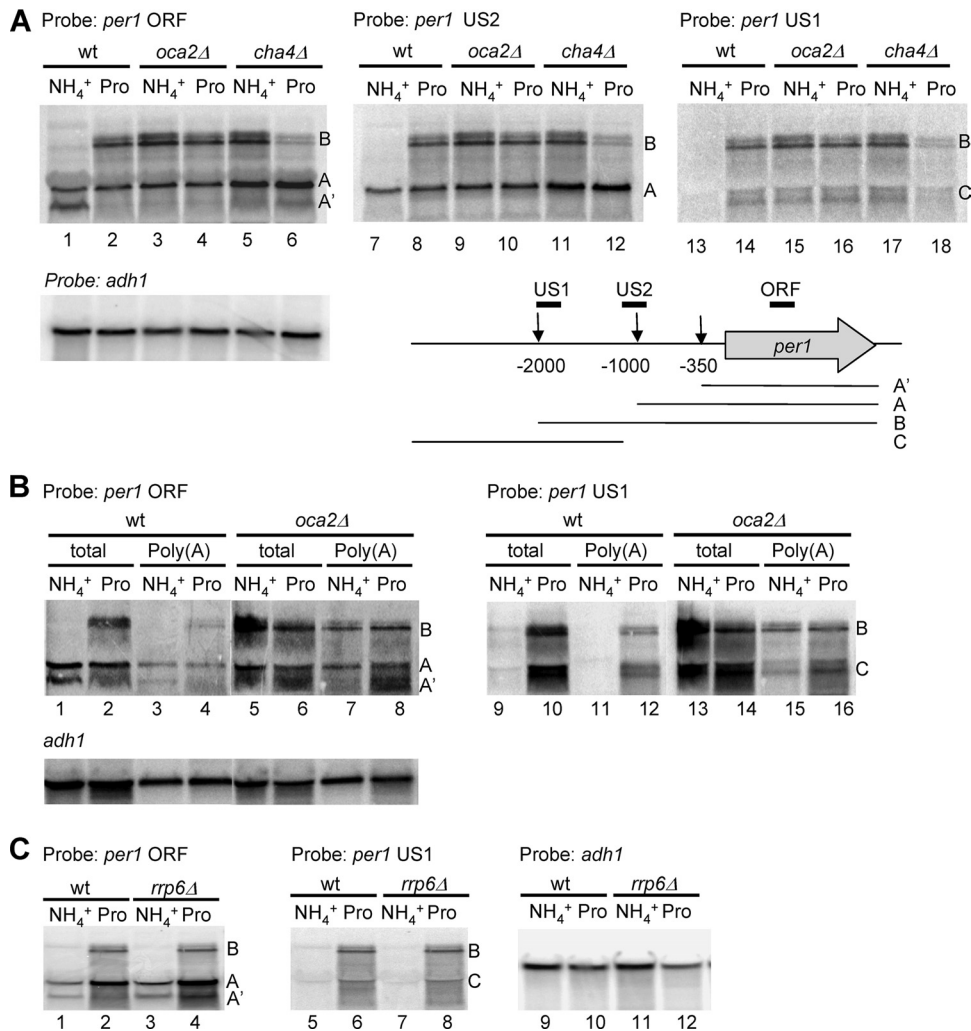 A
Probe: per1 ORF
wt oca2Δ cha4Δ
NH4+ Pro NH4+ Pro NH4+ Pro
B
A
A'
1 2 3 4 5 6
Probe: per1 US2
wt oca2Δ cha4Δ
NH4+ Pro NH4+ Pro NH4+ Pro
B
A
7 8 9 10 11 12
Probe: per1 US1
wt oca2Δ cha4Δ
NH4+ Pro NH4+ Pro NH4+ Pro
B
C
13 14 15 16 17 18
Probe: adh1
US1 US2 ORF
per1
-2000 -1000 -350
A'
A
B
C
B
Probe: per1 ORF
wt oca2Δ
total Poly(A) total Poly(A)
NH4+ Pro NH4+ Pro NH4+ Pro NH4+ Pro
B
A
A'
1 2 3 4 5 6 7 8
adh1
Probe: per1 US1
wt oca2Δ
total Poly(A) total Poly(A)
NH4+ Pro NH4+ Pro NH4+ Pro NH4+ Pro
B
C
9 10 11 12 13 14 15 16
C
Probe: per1 ORF
wt rrp6Δ
NH4+ Pro NH4+ Pro
B
A
A'
1 2 3 4
Probe: per1 US1
wt rrp6Δ
NH4+ Pro NH4+ Pro
B
C
5 6 7 8
Probe: adh1
wt rrp6Δ
NH4+ Pro NH4+ Pro
9 10 11 12